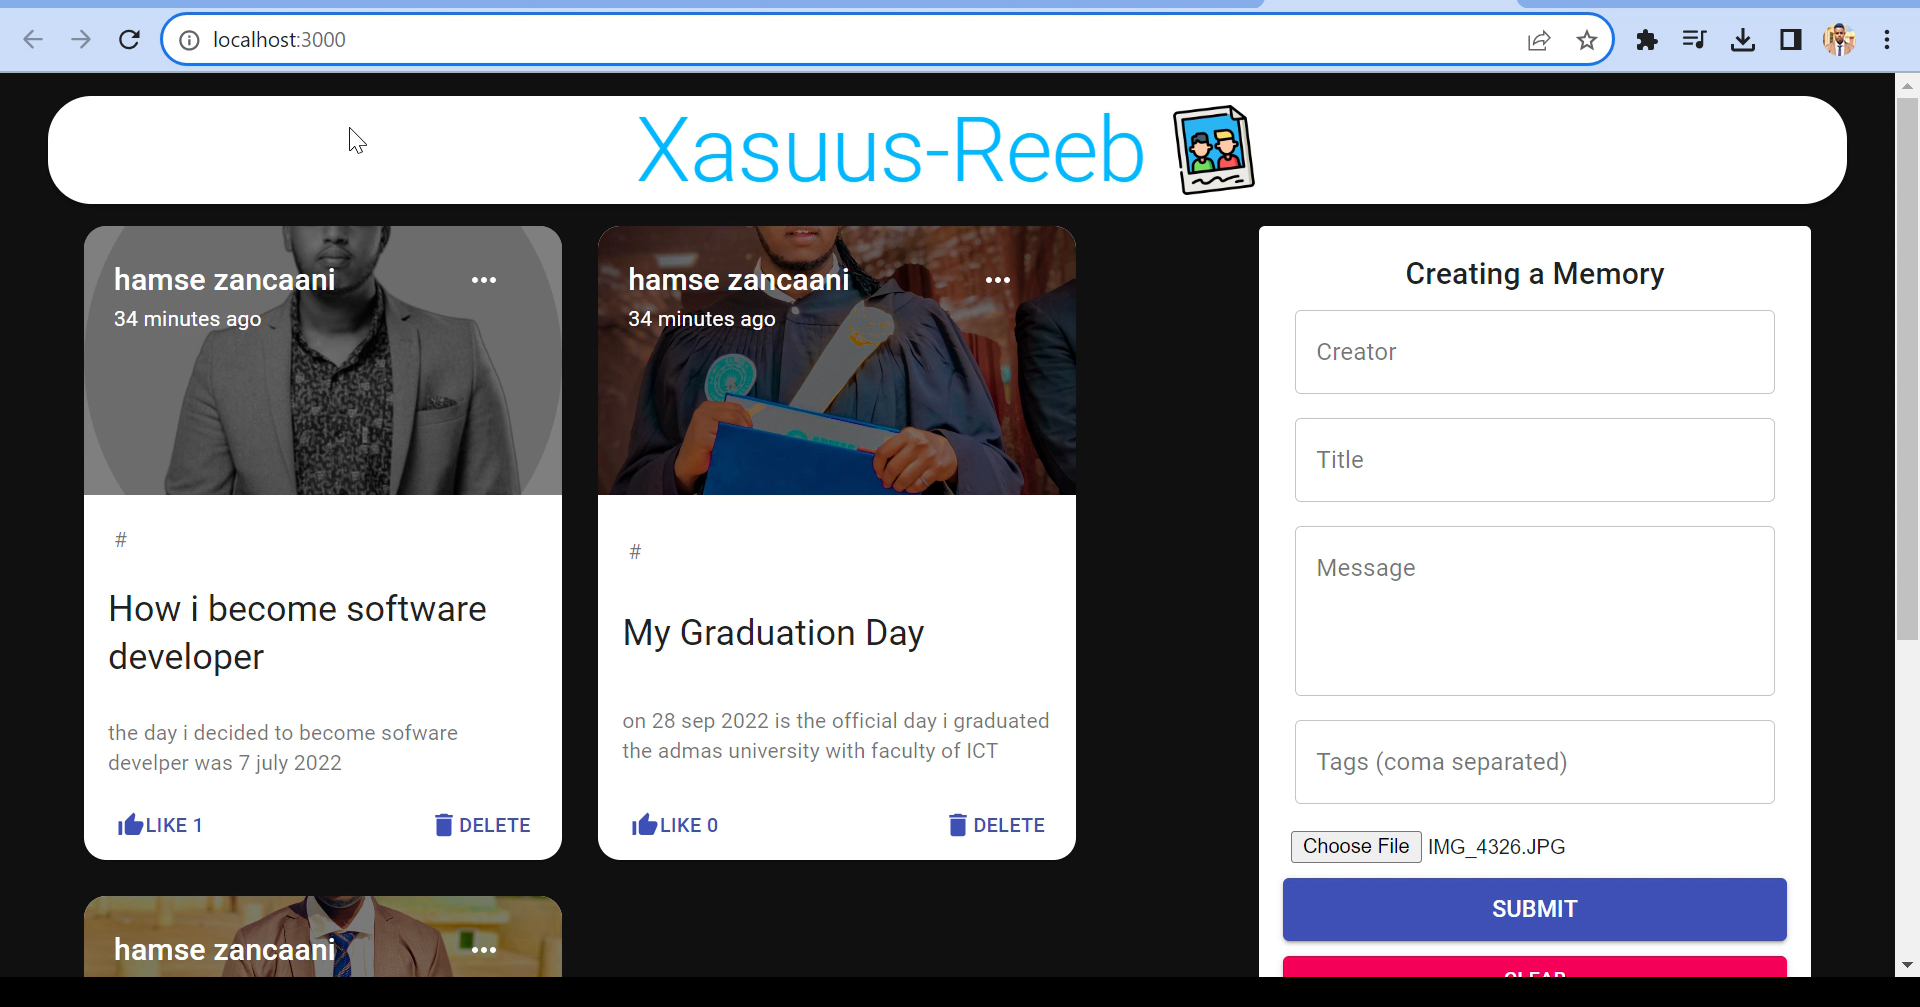 localhost:3000
Xasuus-Reeb
hamse zancaani
34 minutes ago
#
How i become software
developer
the day i decided to become sofware
develper was 7 july 2022
LIKE 1
DELETE
hamse zancaani
34 minutes ago
#
My Graduation Day
on 28 sep 2022 is the official day i graduated
the admas university with faculty of ICT
LIKE 0
DELETE
hamse zancaani
Creating a Memory
Creator
Title
Message
Tags (coma separated)
Choose File IMG_4326.JPG
SUBMIT
CLEAR